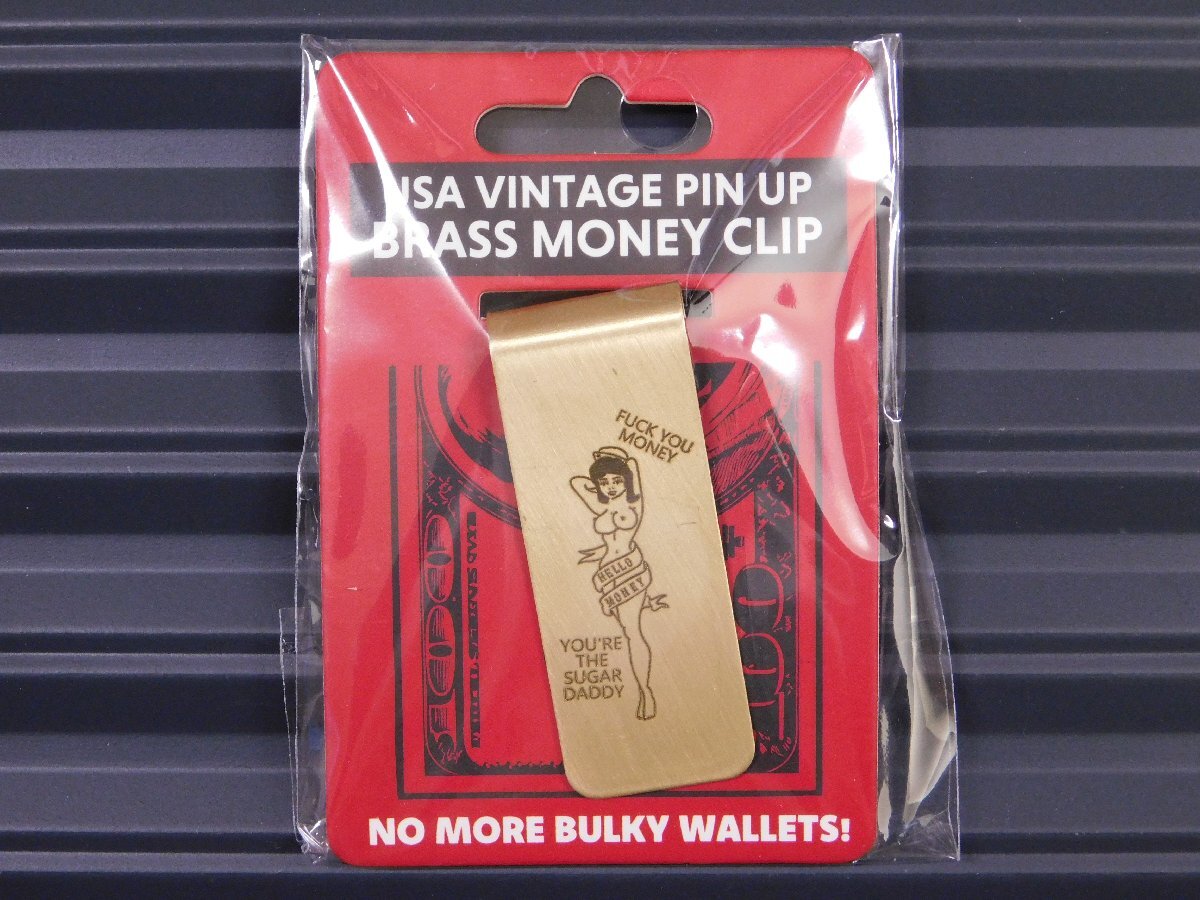 USA VINTAGE PIN UP
BRASS MONEY CLIP
FUCK YOU
MONEY
HELLO
MONEY
YOU'RE
THE
SUGAR
DADDY
NO MORE BULKY WALLETS!